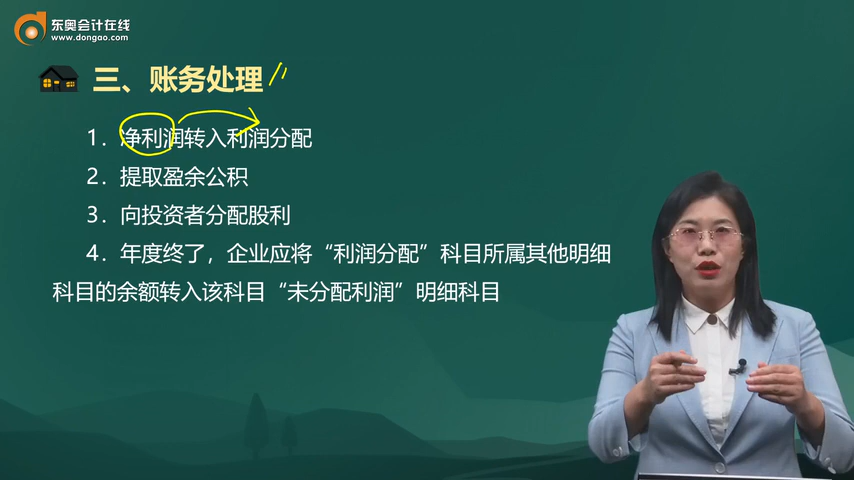 东奥会计在线
www.dongao.com
三、账务处理
1．净利润转入利润分配
2．提取盈余公积
3．向投资者分配股利
4．年度终了，企业应将“利润分配”科目所属其他明细
科目的余额转入该科目“未分配利润”明细科目